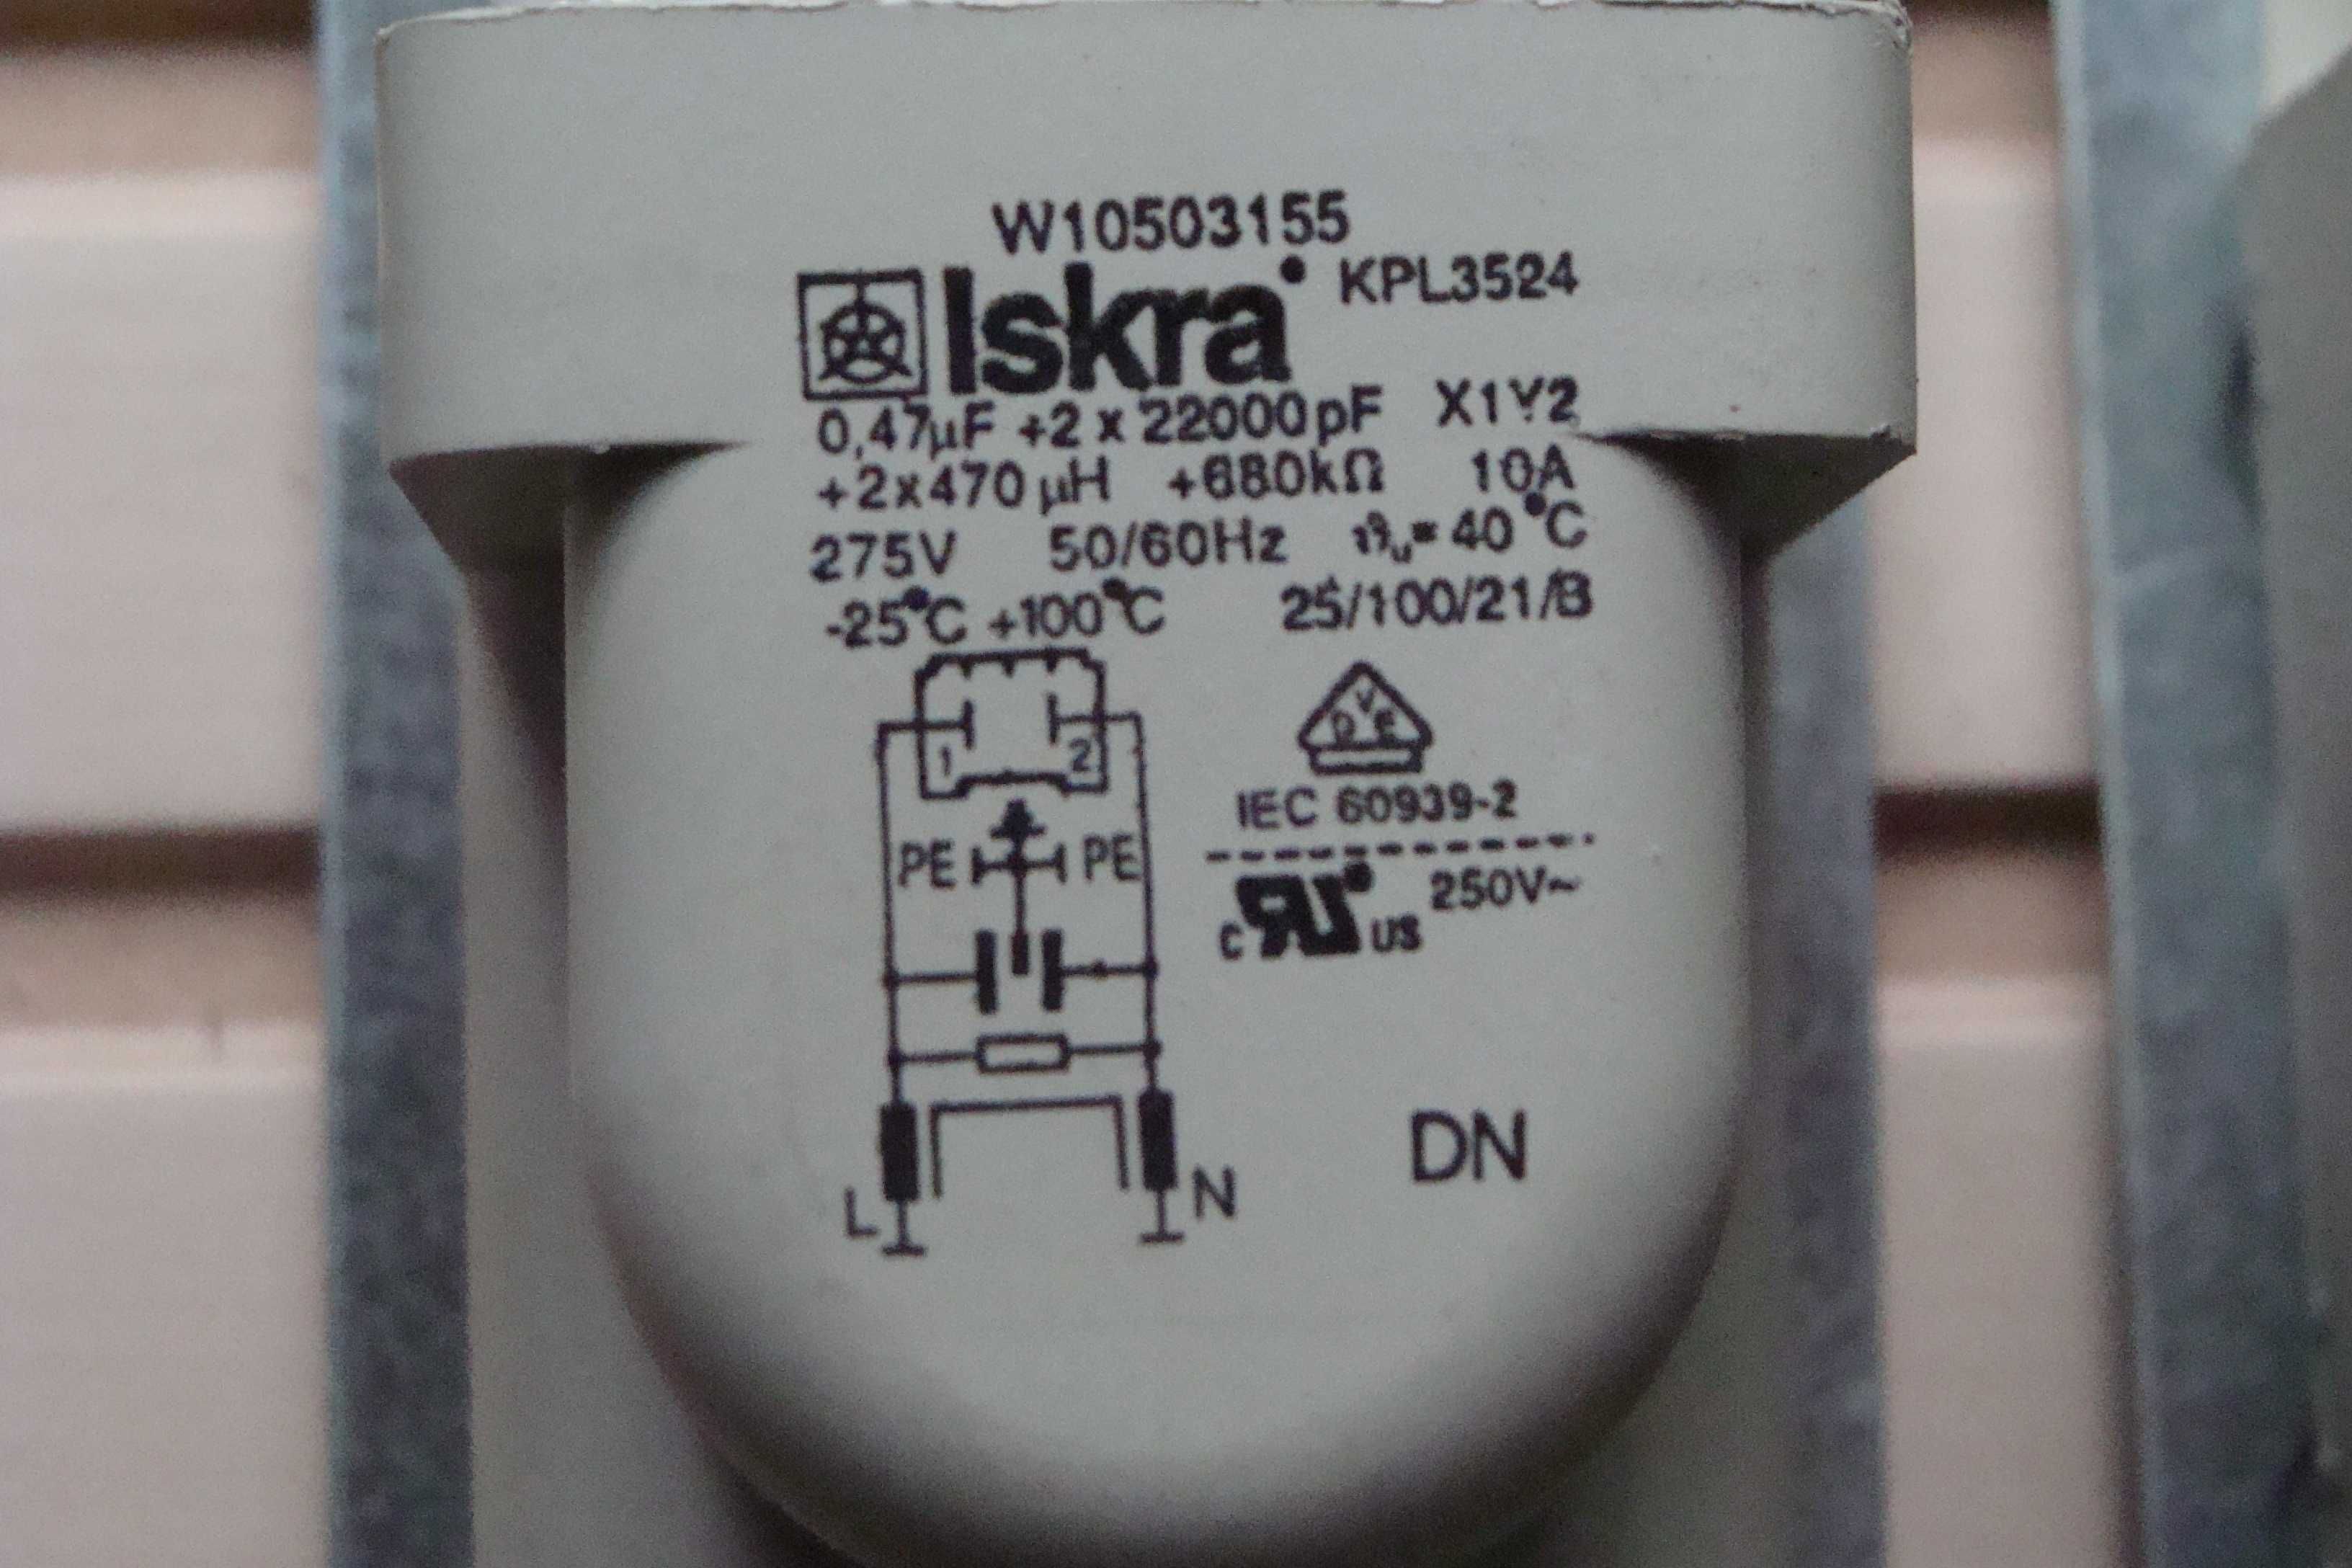 W10503155
Iskra KPL3524
0,47µF +2 x 22000pF X1Y2
+2x470 µH +680kΩ 10A
275V 50/60Hz ϑu= 40°C
-25°C +100°C 25/100/21/B
1 2
D V E
IEC 60939-2
PE PE
250V~
c RU US
DN
L N